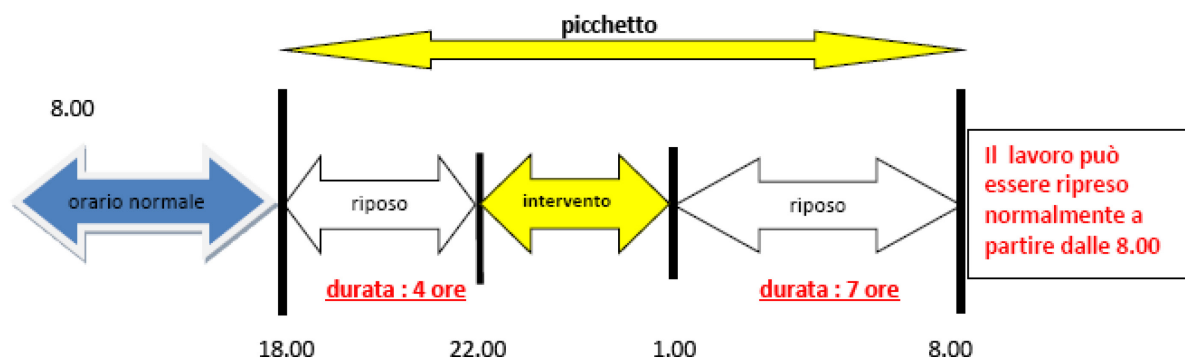 picchetto
8.00
orario normale
riposo
intervento
riposo
Il lavoro può
essere ripreso
normalmente a
partire dalle 8.00
durata : 4 ore
durata : 7 ore
18.00
22.00
1.00
8.00